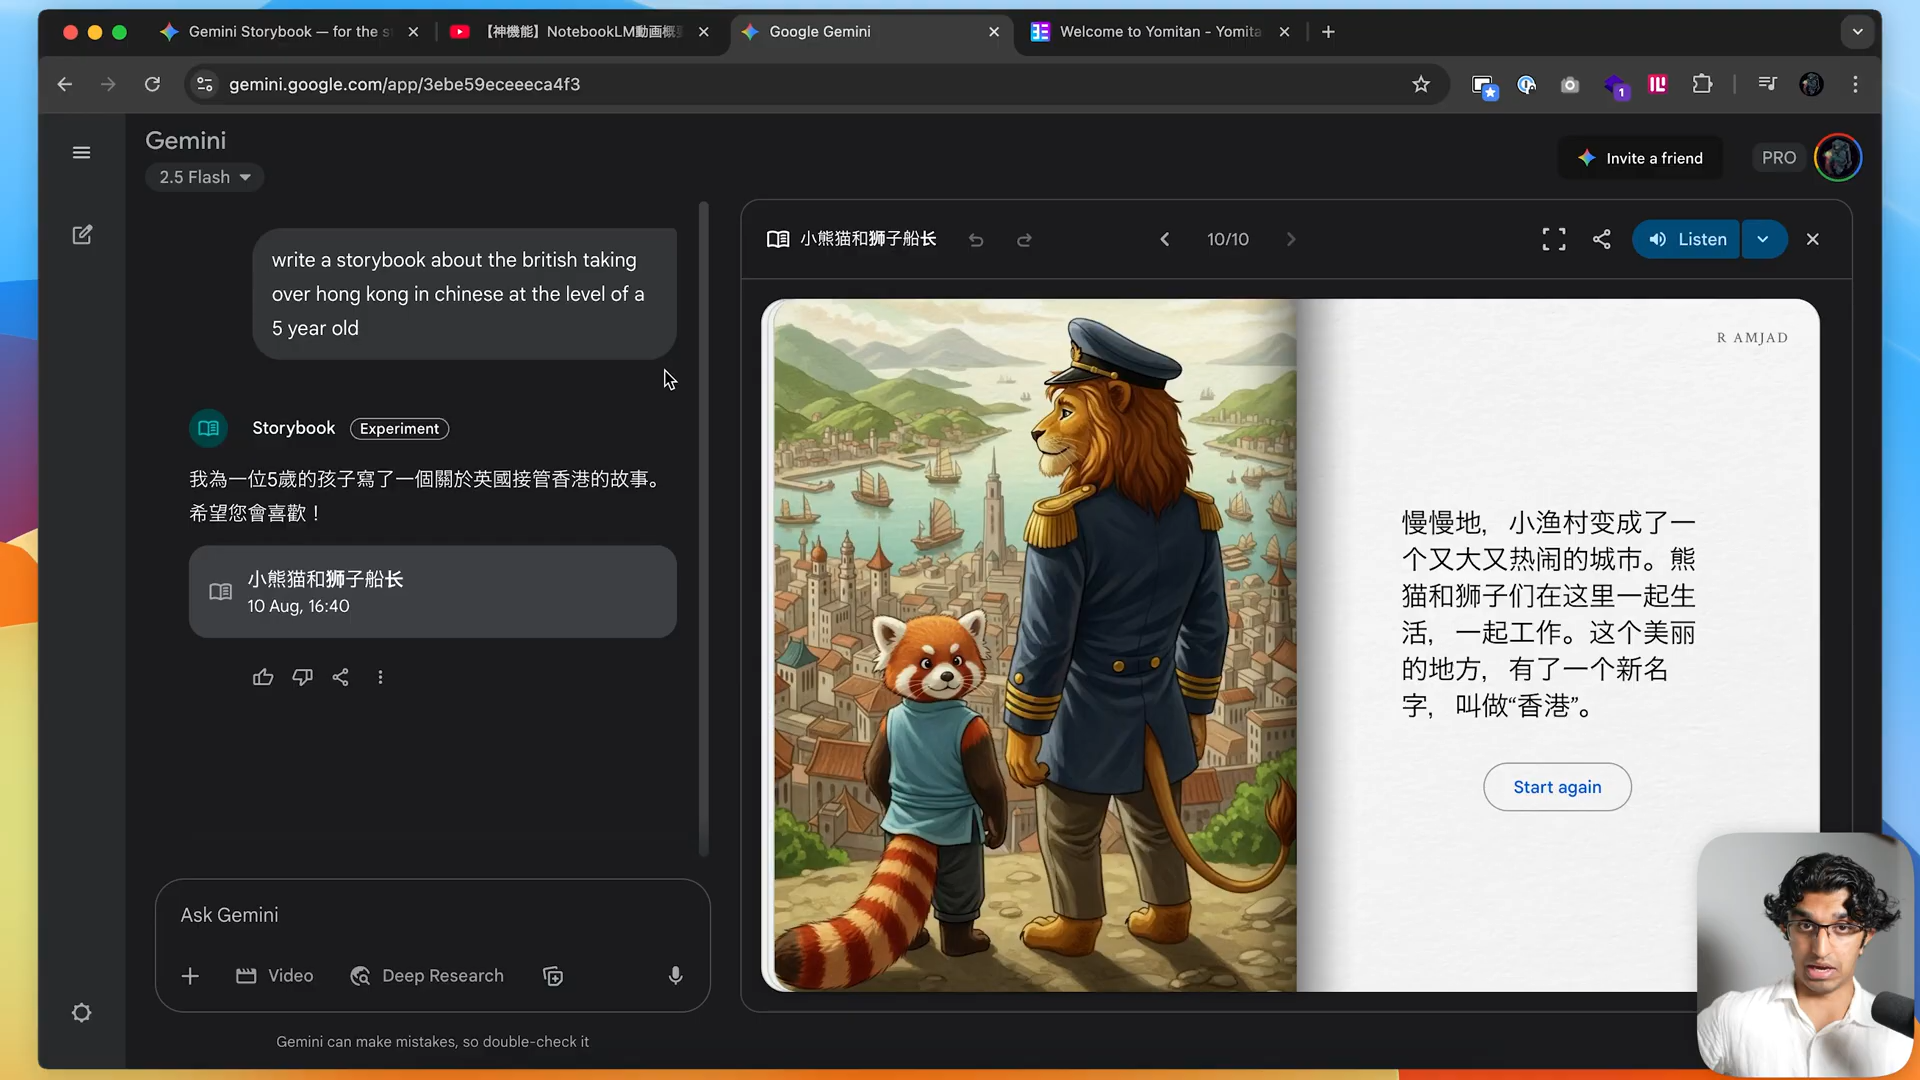 Gemini Storybook — for the s
【神機能】NotebookLM動画概要
Google Gemini
Welcome to Yomitan - Yomita
gemini.google.com/app/3ebe59eceeeca4f3
1
Gemini
2.5 Flash
Invite a friend
PRO
write a storybook about the british taking
over hong kong in chinese at the level of a
5 year old
Storybook
Experiment
我為一位5歲的孩子寫了一個關於英國接管香港的故事。
希望您會喜歡！
小熊猫和狮子船长
10 Aug, 16:40
Ask Gemini
Video
Deep Research
Gemini can make mistakes, so double-check it
小熊猫和狮子船长
10/10
Listen
R AMJAD
慢慢地，小渔村变成了一
个又大又热闹的城市。熊
猫和狮子们在这里一起生
活，一起工作。这个美丽
的地方，有了一个新名
字，叫做“香港”。
Start again